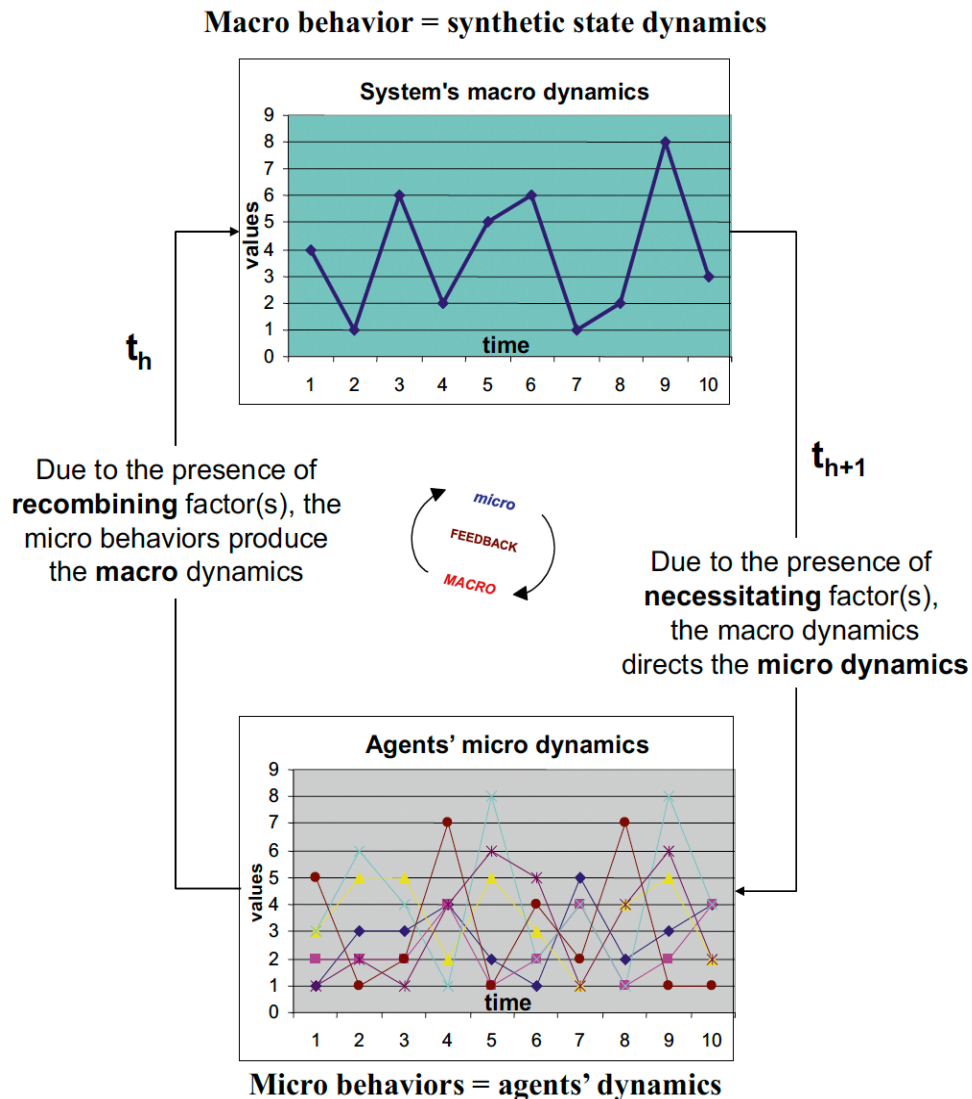 Macro behavior = synthetic state dynamics
System's macro dynamics
9
8
7
6
5
4
3
2
1
0
values
time
1 2 3 4 5 6 7 8 9 10
th
Due to the presence of
recombining factor(s), the
micro behaviors produce
the macro dynamics
micro
FEEDBACK
MACRO
th+1
Due to the presence of
necessitating factor(s),
the macro dynamics
directs the micro dynamics
Agents’ micro dynamics
9
8
7
6
5
4
3
2
1
0
values
time
1 2 3 4 5 6 7 8 9 10
Micro behaviors = agents’ dynamics